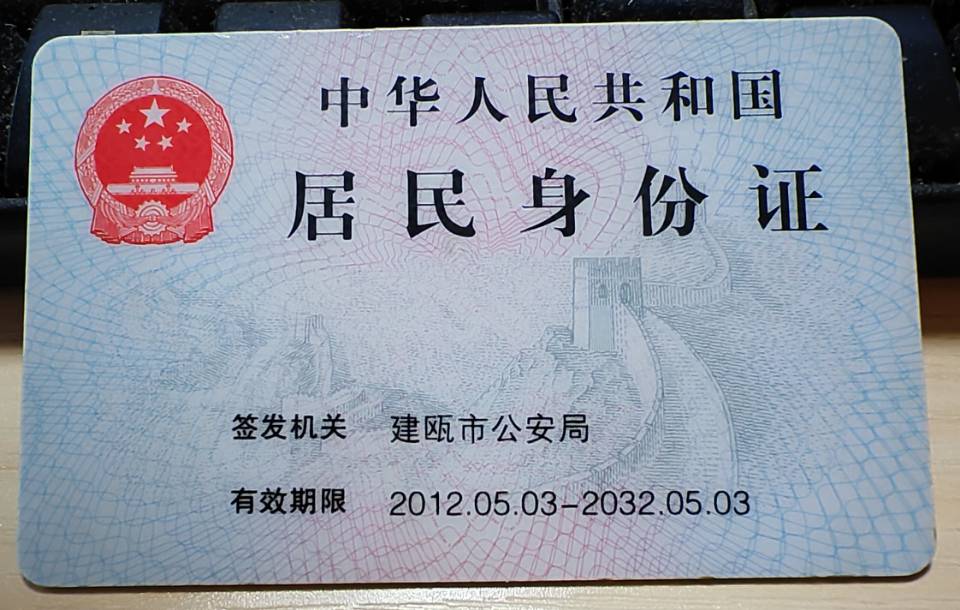 中华人民共和国
居民身份证
签发机关 建瓯市公安局
有效期限 2012.05.03-2032.05.03